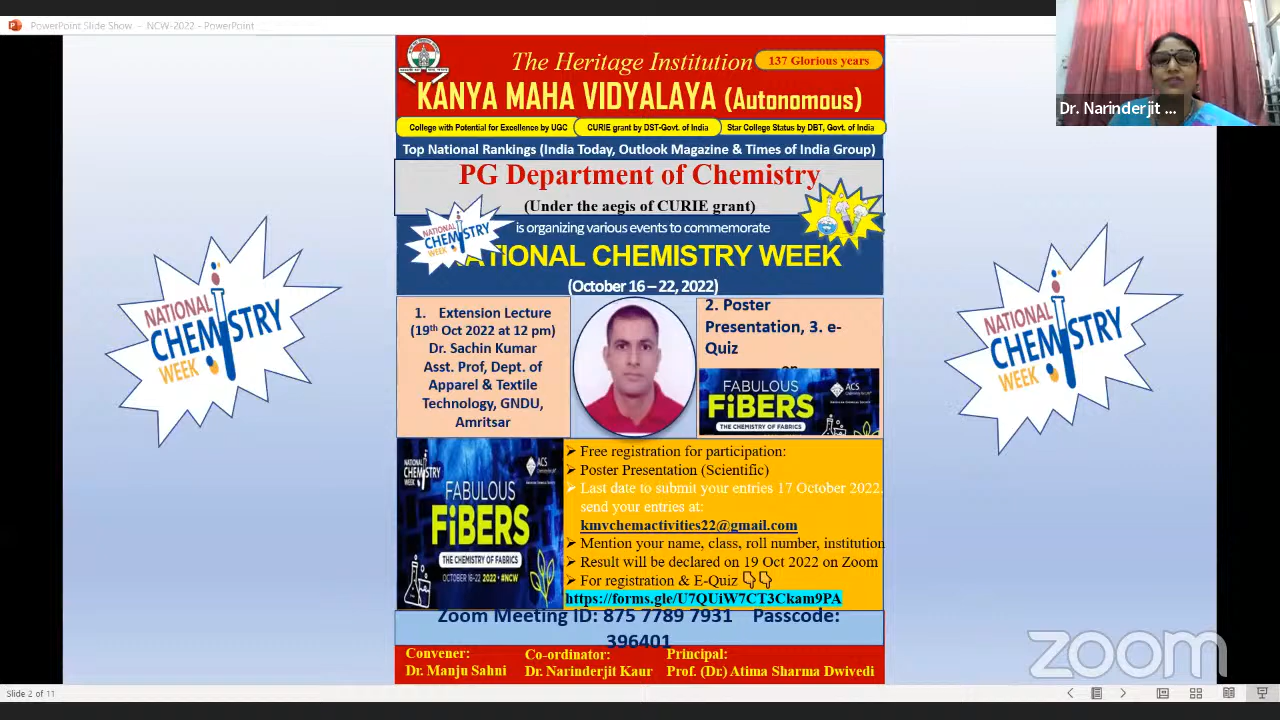 PowerPoint Slide Show - NCW-2022 - PowerPoint
Dr. Narinderjit ...
The Heritage Institution
137 Glorious years
KANYA MAHA VIDYALAYA (Autonomous)
College with Potential for Excellence by UGC
CURIE grant by DST-Govt. of India
Star College Status by DBT, Govt. of India
Top National Rankings (India Today, Outlook Magazine & Times of India Group)
PG Department of Chemistry
(Under the aegis of CURIE grant)
is organizing various events to commemorate
NATIONAL CHEMISTRY WEEK
NATIONAL CHEMISTRY WEEK
(October 16 – 22, 2022)
NATIONAL
CHEMISTRY
WEEK
1. Extension Lecture
(19th Oct 2022 at 12 pm)
Dr. Sachin Kumar
Asst. Prof, Dept. of
Apparel & Textile
Technology, GNDU,
Amritsar
2. Poster
Presentation, 3. e-
Quiz
on
FABULOUS
FiBERS
THE CHEMISTRY OF FABRICS
ACS
NATIONAL
CHEMISTRY
WEEK
NATIONAL
CHEMISTRY
WEEK
ACS
FABULOUS
FiBERS
THE CHEMISTRY OF FABRICS
OCTOBER 16-22 2022 • #NCW
➢ Free registration for participation:
➢ Poster Presentation (Scientific)
➢ Last date to submit your entries 17 October 2022.
send your entries at:
kmvchemactivities22@gmail.com
➢ Mention your name, class, roll number, institution
➢ Result will be declared on 19 Oct 2022 on Zoom
➢ For registration & E-Quiz 👇👇
https://forms.gle/U7QUiW7CT3Ckam9PA
Zoom Meeting ID: 875 7789 7931 Passcode:
396401
Convener:
Dr. Manju Sahni
Co-ordinator:
Dr. Narinderjit Kaur
Principal:
Prof. (Dr.) Atima Sharma Dwivedi
zoom
Slide 2 of 11